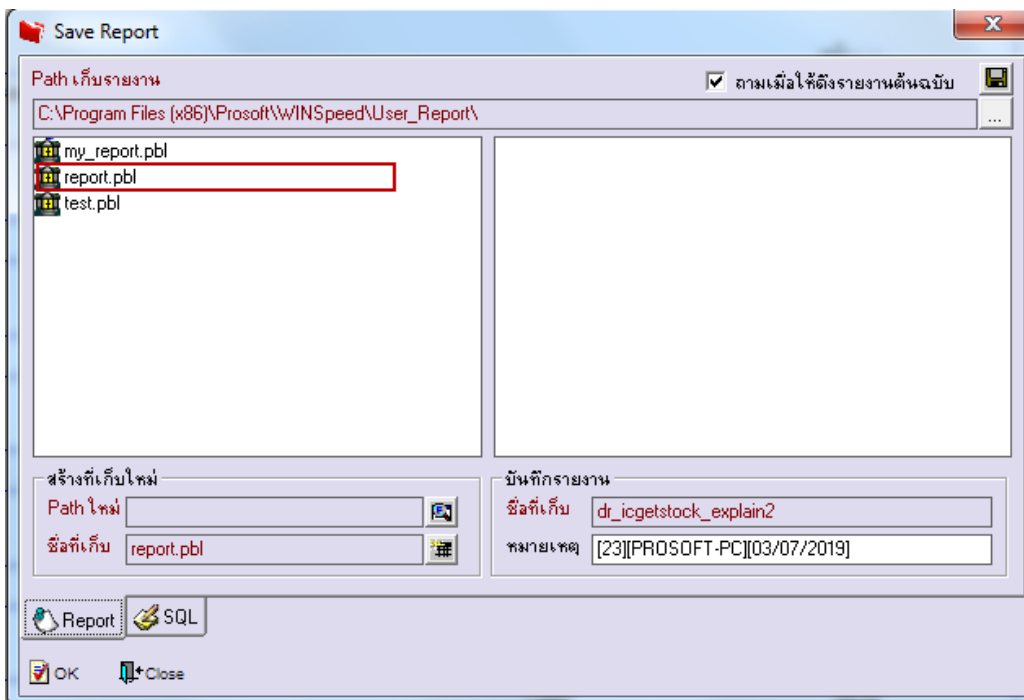 Save Report
Path เก็บรายงาน
ถามเมื่อให้ดึงรายงานต้นฉบับ
C:\Program Files (x86)\Prosoft\WINSpeed\User_Report\
...
my_report.pbl
report.pbl
test.pbl
สร้างที่เก็บใหม่
Path ใหม่
ชื่อที่เก็บ report.pbl
บันทึกรายงาน
ชื่อที่เก็บ dr_icgetstock_explain2
หมายเหตุ [23][PROSOFT-PC][03/07/2019]
Report SQL
OK Close